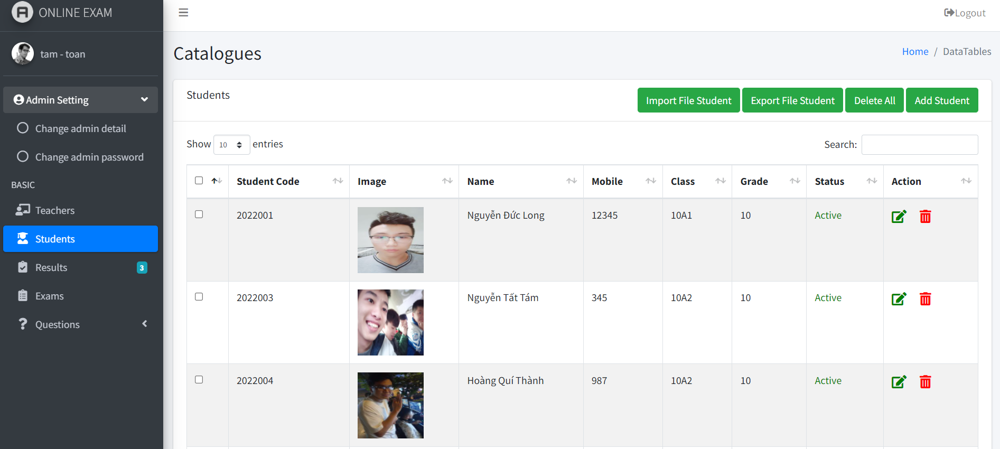 ONLINE EXAM
Logout
tam - toan
Catalogues
Home / DataTables
Admin Setting
Change admin detail
Change admin password
BASIC
Teachers
Students
Results 3
Exams
Questions
Students
Import File Student Export File Student Delete All Add Student
Show 10 entries
Search:
Student Code Image Name Mobile Class Grade Status Action
2022001 Nguyễn Đức Long 12345 10A1 10 Active
2022003 Nguyễn Tất Tám 345 10A2 10 Active
2022004 Hoàng Quí Thành 987 10A2 10 Active